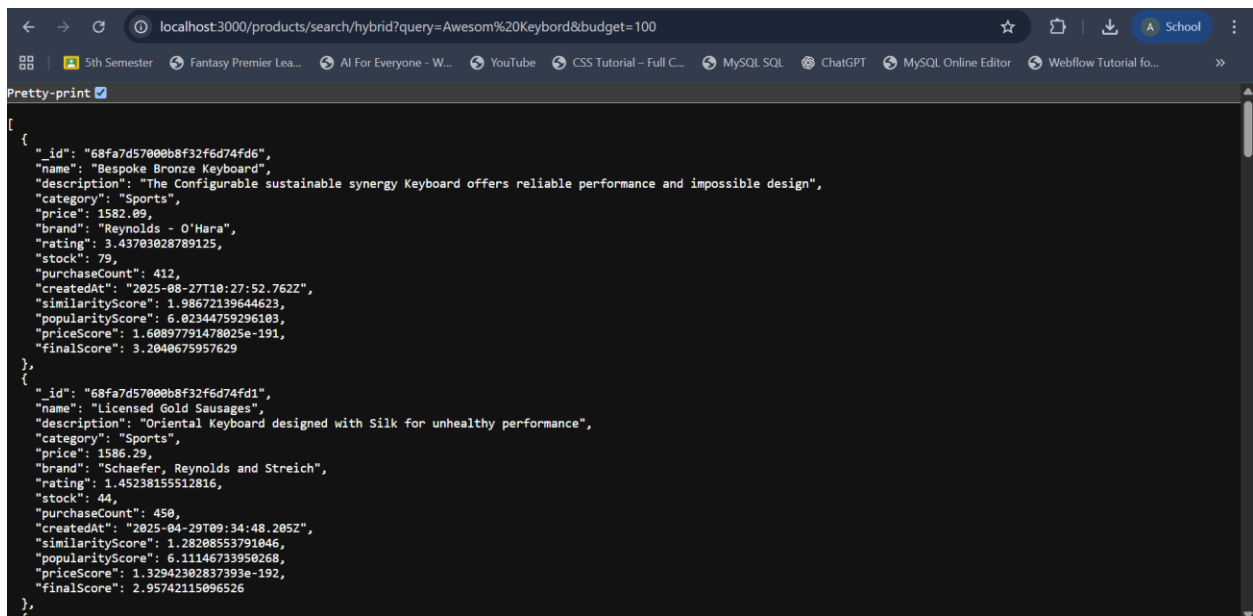 localhost:3000/products/search/hybrid?query=Awesom%20Keybord&budget=100
A School
5th Semester Fantasy Premier Lea... AI For Everyone - W... YouTube CSS Tutorial – Full C... MySQL SQL ChatGPT MySQL Online Editor Webflow Tutorial fo... »
Pretty-print
[
{
"_id": "68fa7d57000b8f32f6d74fd6",
"name": "Bespoke Bronze Keyboard",
"description": "The Configurable sustainable synergy Keyboard offers reliable performance and impossible design",
"category": "Sports",
"price": 1582.09,
"brand": "Reynolds - O'Hara",
"rating": 3.43703028789125,
"stock": 79,
"purchaseCount": 412,
"createdAt": "2025-08-27T10:27:52.762Z",
"similarityScore": 1.98672139644623,
"popularityScore": 6.02344759296103,
"priceScore": 1.60897791478025e-191,
"finalScore": 3.2040675957629
},
{
"_id": "68fa7d57000b8f32f6d74fd1",
"name": "Licensed Gold Sausages",
"description": "Oriental Keyboard designed with Silk for unhealthy performance",
"category": "Sports",
"price": 1586.29,
"brand": "Schaefer, Reynolds and Streich",
"rating": 1.45238155512816,
"stock": 44,
"purchaseCount": 450,
"createdAt": "2025-04-29T09:34:48.205Z",
"similarityScore": 1.28208553791046,
"popularityScore": 6.11146733950268,
"priceScore": 1.32942302837393e-192,
"finalScore": 2.95742115096526
},